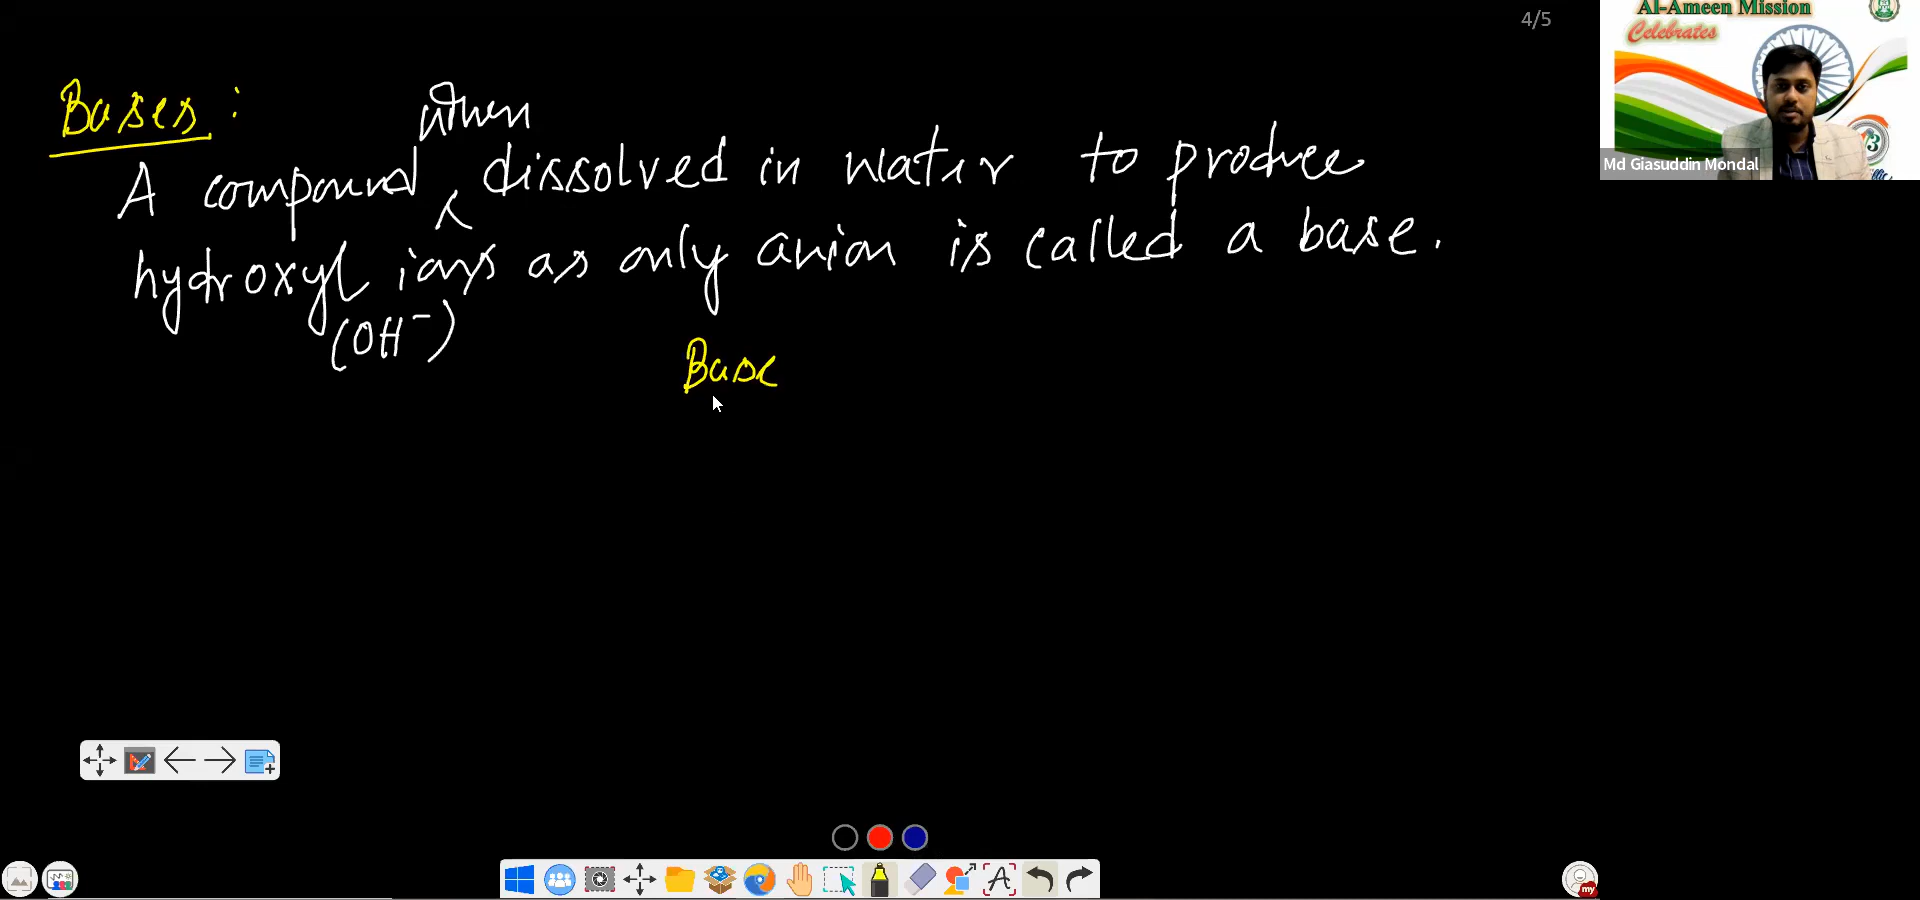 4/5
Al-Ameen Mission
Celebrates
Md Giasuddin Mondal
Bases :
when
A compound ^ dissolved in water to produce
hydroxyl ions as only anion is called a base.
(OH⁻)
Base
my